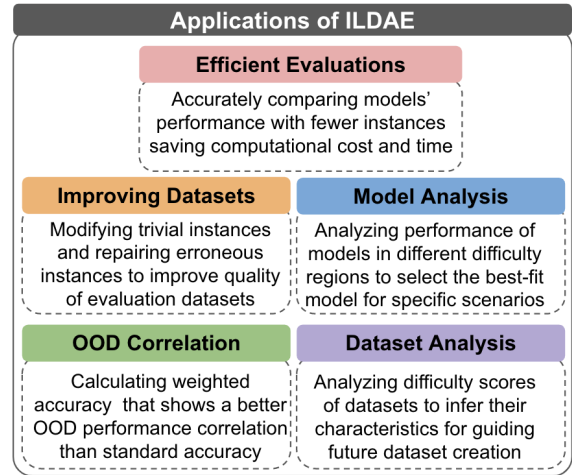 Applications of ILDAE
Efficient Evaluations
Accurately comparing models'
performance with fewer instances
saving computational cost and time
Improving Datasets
Modifying trivial instances
and repairing erroneous
instances to improve quality
of evaluation datasets
Model Analysis
Analyzing performance of
models in different difficulty
regions to select the best-fit
model for specific scenarios
OOD Correlation
Calculating weighted
accuracy that shows a better
OOD performance correlation
than standard accuracy
Dataset Analysis
Analyzing difficulty scores
of datasets to infer their
characteristics for guiding
future dataset creation